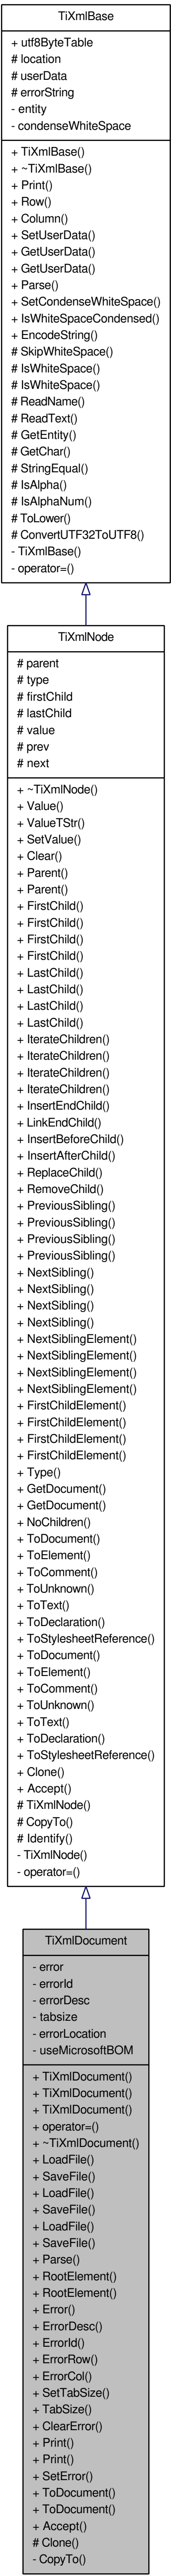 TiXmlBase
+ utf8ByteTable
# location
# userData
# errorString
- entity
- condenseWhiteSpace
+ TiXmlBase()
+ ~TiXmlBase()
+ Print()
+ Row()
+ Column()
+ SetUserData()
+ GetUserData()
+ GetUserData()
+ Parse()
+ SetCondenseWhiteSpace()
+ IsWhiteSpaceCondensed()
+ EncodeString()
# SkipWhiteSpace()
# IsWhiteSpace()
# IsWhiteSpace()
# ReadName()
# ReadText()
# GetEntity()
# GetChar()
# StringEqual()
# IsAlpha()
# IsAlphaNum()
# ToLower()
# ConvertUTF32ToUTF8()
- TiXmlBase()
- operator=()
TiXmlNode
# parent
# type
# firstChild
# lastChild
# value
# prev
# next
+ ~TiXmlNode()
+ Value()
+ ValueTStr()
+ SetValue()
+ Clear()
+ Parent()
+ Parent()
+ FirstChild()
+ FirstChild()
+ FirstChild()
+ FirstChild()
+ LastChild()
+ LastChild()
+ LastChild()
+ LastChild()
+ IterateChildren()
+ IterateChildren()
+ IterateChildren()
+ IterateChildren()
+ InsertEndChild()
+ LinkEndChild()
+ InsertBeforeChild()
+ InsertAfterChild()
+ ReplaceChild()
+ RemoveChild()
+ PreviousSibling()
+ PreviousSibling()
+ PreviousSibling()
+ PreviousSibling()
+ NextSibling()
+ NextSibling()
+ NextSibling()
+ NextSibling()
+ NextSiblingElement()
+ NextSiblingElement()
+ NextSiblingElement()
+ NextSiblingElement()
+ FirstChildElement()
+ FirstChildElement()
+ FirstChildElement()
+ FirstChildElement()
+ Type()
+ GetDocument()
+ GetDocument()
+ NoChildren()
+ ToDocument()
+ ToElement()
+ ToComment()
+ ToUnknown()
+ ToText()
+ ToDeclaration()
+ ToStylesheetReference()
+ ToDocument()
+ ToElement()
+ ToComment()
+ ToUnknown()
+ ToText()
+ ToDeclaration()
+ ToStylesheetReference()
+ Clone()
+ Accept()
# TiXmlNode()
# CopyTo()
# Identify()
- TiXmlNode()
- operator=()
TiXmlDocument
- error
- errorId
- errorDesc
- tabsize
- errorLocation
- useMicrosoftBOM
+ TiXmlDocument()
+ TiXmlDocument()
+ TiXmlDocument()
+ operator=()
+ ~TiXmlDocument()
+ LoadFile()
+ SaveFile()
+ LoadFile()
+ SaveFile()
+ LoadFile()
+ SaveFile()
+ Parse()
+ RootElement()
+ RootElement()
+ Error()
+ ErrorDesc()
+ ErrorId()
+ ErrorRow()
+ ErrorCol()
+ SetTabSize()
+ TabSize()
+ ClearError()
+ Print()
+ Print()
+ SetError()
+ ToDocument()
+ ToDocument()
+ Accept()
# Clone()
- CopyTo()